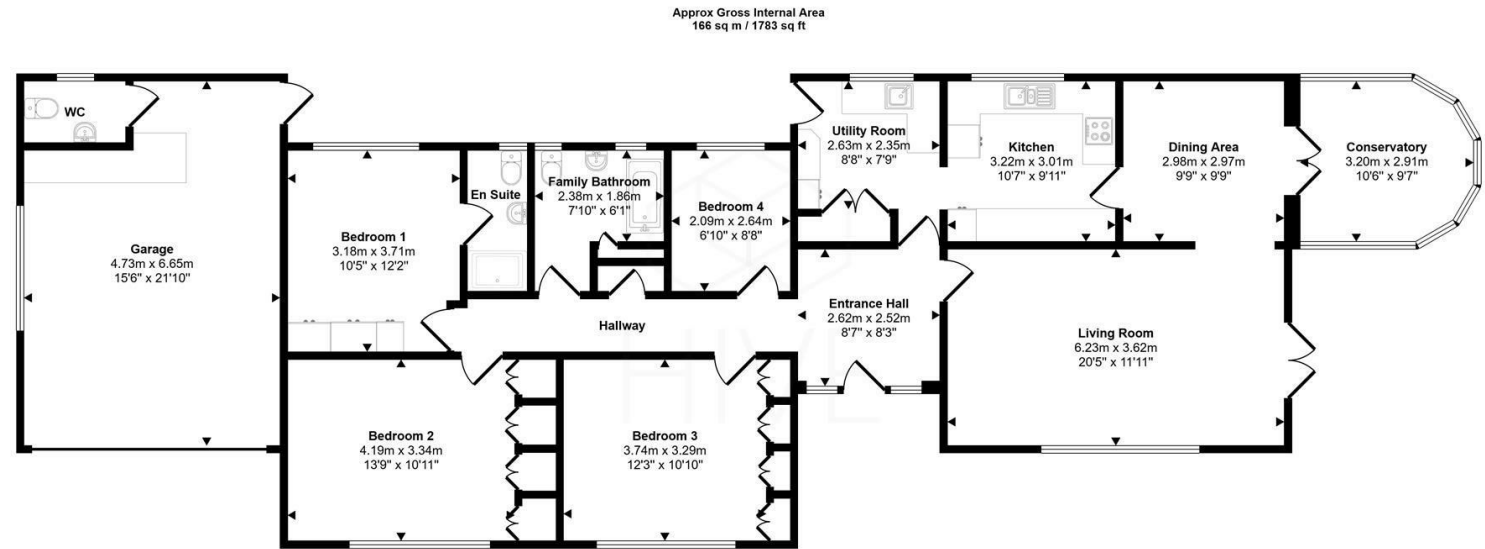 Approx Gross Internal Area
166 sq m / 1783 sq ft
WC
Garage
4.73m x 6.65m
15'6" x 21'10"
Bedroom 1
3.18m x 3.71m
10'5" x 12'2"
En Suite
Family Bathroom
2.38m x 1.86m
7'10" x 6'1"
Bedroom 4
2.09m x 2.64m
6'10" x 8'8"
Utility Room
2.63m x 2.35m
8'8" x 7'9"
Kitchen
3.22m x 3.01m
10'7" x 9'11"
Dining Area
2.98m x 2.97m
9'9" x 9'9"
Conservatory
3.20m x 2.91m
10'6" x 9'7"
Hallway
Entrance Hall
2.62m x 2.52m
8'7" x 8'3"
Living Room
6.23m x 3.62m
20'5" x 11'11"
Bedroom 2
4.19m x 3.34m
13'9" x 10'11"
Bedroom 3
3.74m x 3.29m
12'3" x 10'10"
HIVE